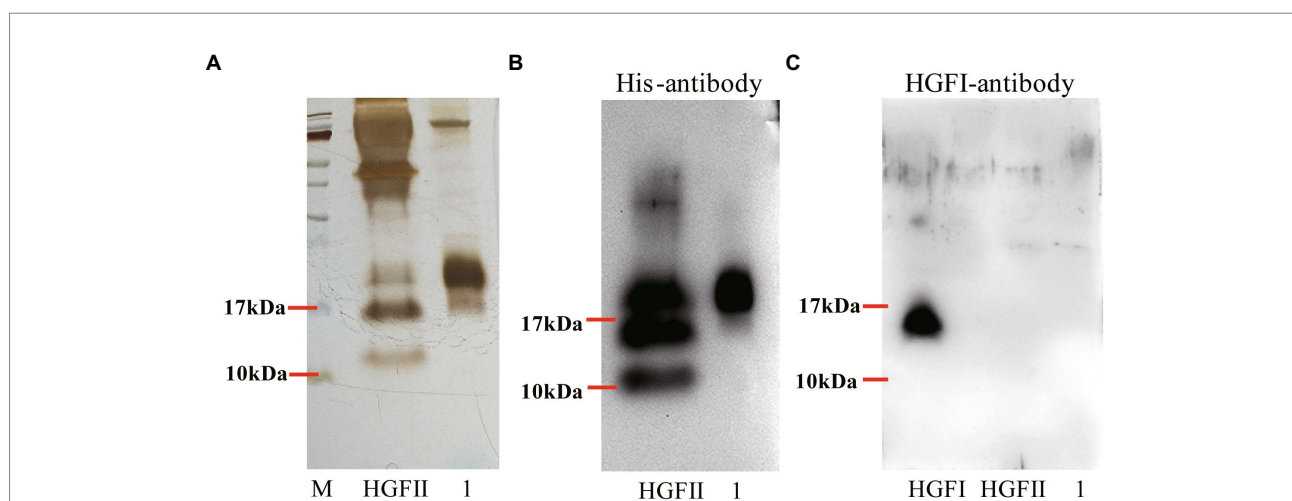 A
B
C
His-antibody
HGFI-antibody
17kDa
10kDa
17kDa
10kDa
17kDa
10kDa
M HGFII 1
HGFII 1
HGFI HGFII 1